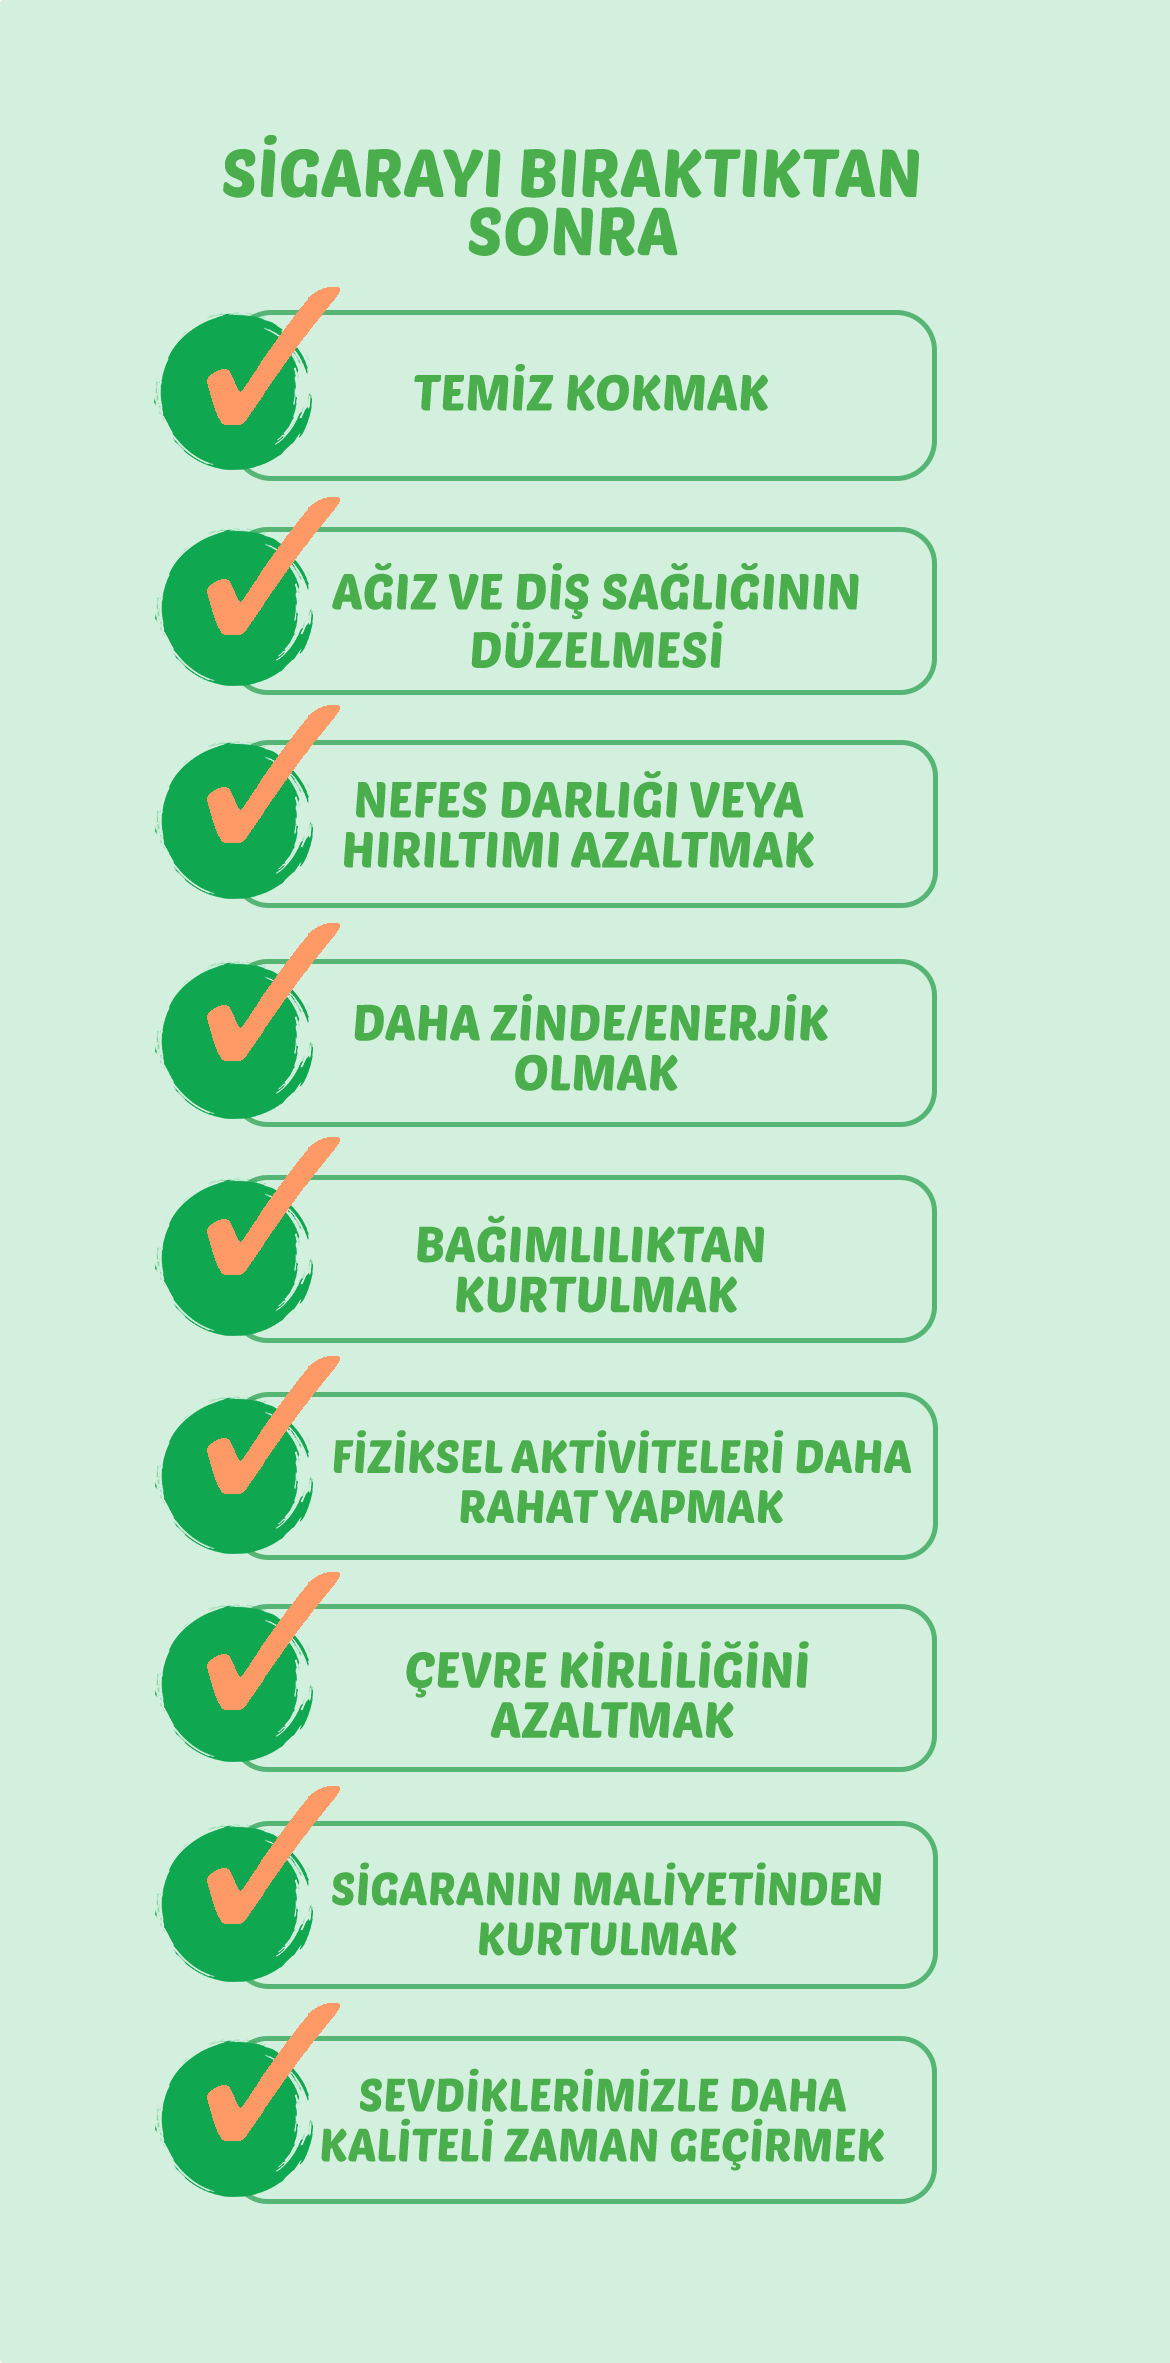 SİGARAYI BIRAKTIKTAN
SONRA
TEMİZ KOKMAK
AĞIZ VE DİŞ SAĞLIĞININ
DÜZELMESİ
NEFES DARLIĞI VEYA
HIRILTIMI AZALTMAK
DAHA ZİNDE/ENERJİK
OLMAK
BAĞIMLILIKTAN
KURTULMAK
FİZİKSEL AKTİVİTELERİ DAHA
RAHAT YAPMAK
ÇEVRE KİRLİLİĞİNİ
AZALTMAK
SİGARANIN MALİYETİNDEN
KURTULMAK
SEVDİKLERİMİZLE DAHA
KALİTELİ ZAMAN GEÇİRMEK